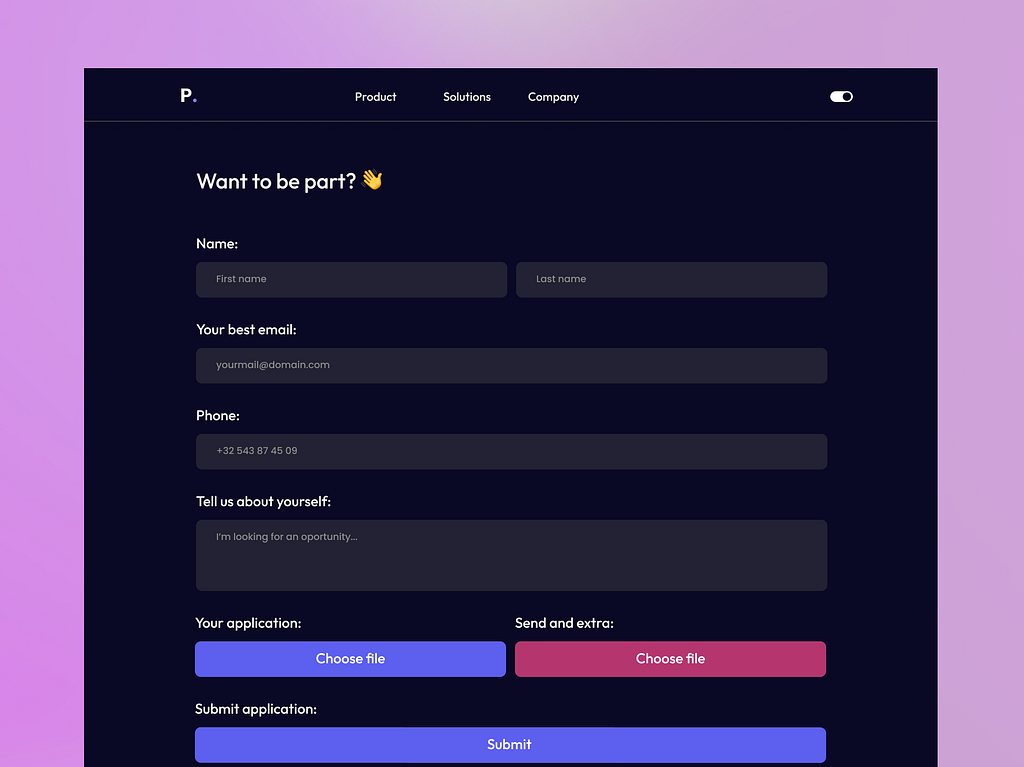 P.
Product Solutions Company
Want to be part? 👋
Name:
First name
Last name
Your best email:
yourmail@domain.com
Phone:
+32 543 87 45 09
Tell us about yourself:
I'm looking for an oportunity...
Your application:
Send and extra:
Choose file
Choose file
Submit application:
Submit